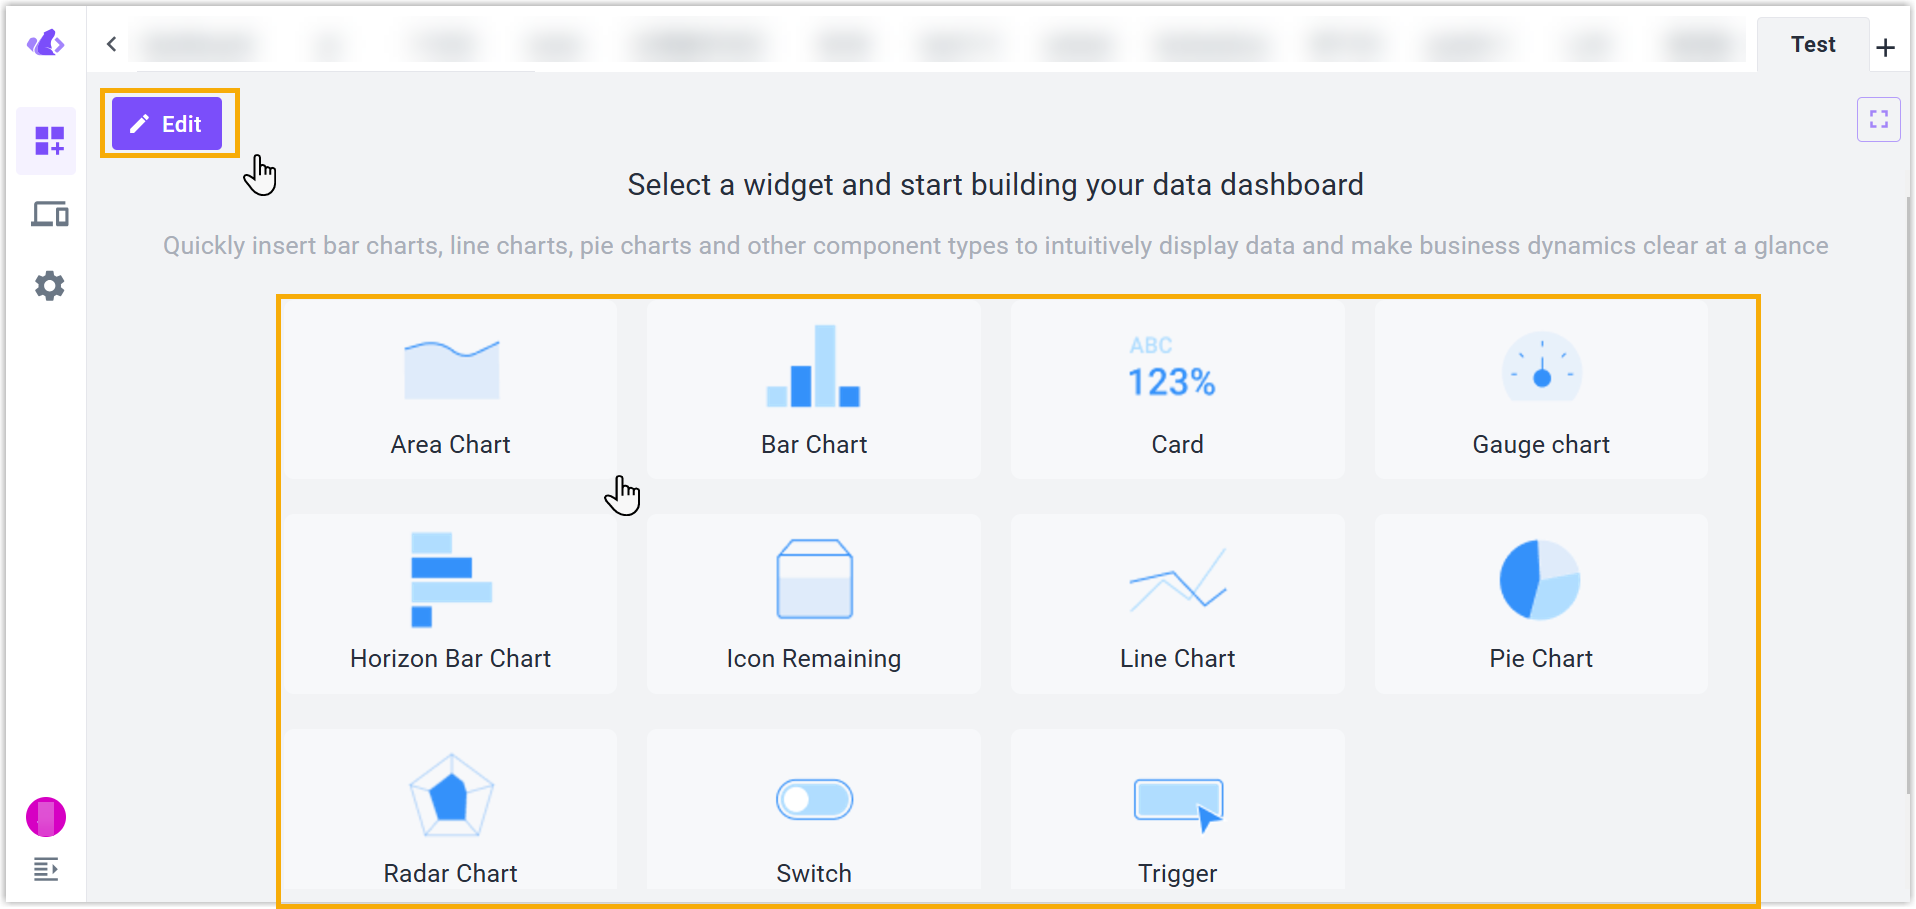 Test
Edit
Select a widget and start building your data dashboard
Quickly insert bar charts, line charts, pie charts and other component types to intuitively display data and make business dynamics clear at a glance
ABC
123%
Area Chart
Bar Chart
Card
Gauge chart
Horizon Bar Chart
Icon Remaining
Line Chart
Pie Chart
Radar Chart
Switch
Trigger